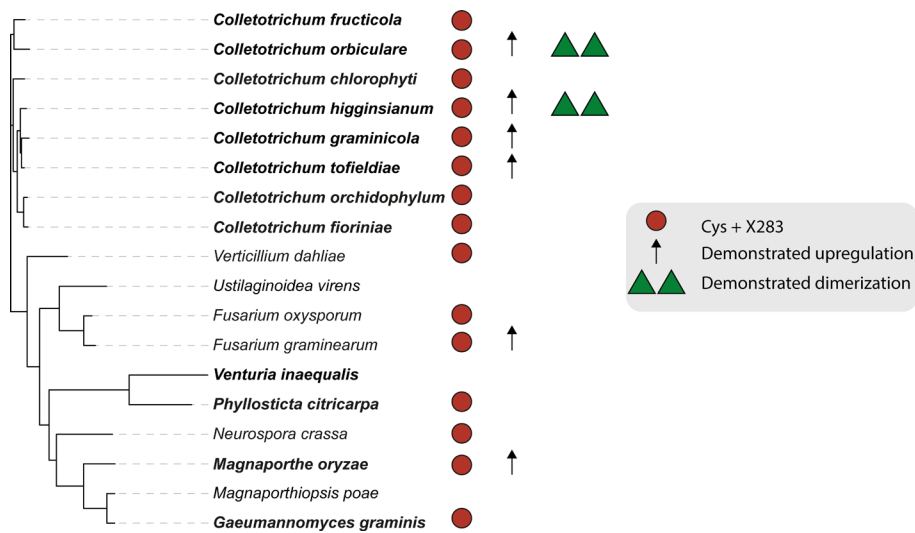 Colletotrichum fructicola
Colletotrichum orbiculare
Colletotrichum chlorophyti
Colletotrichum higginsianum
Colletotrichum graminicola
Colletotrichum tofieldiae
Colletotrichum orchidophylum
Colletotrichum fioriniae
Verticillium dahliae
Ustilaginoidea virens
Fusarium oxysporum
Fusarium graminearum
Venturia inaequalis
Phyllosticta citricarpa
Neurospora crassa
Magnaporthe oryzae
Magnaporthiopsis poae
Gaeumannomyces graminis
Cys + X283
Demonstrated upregulation
Demonstrated dimerization